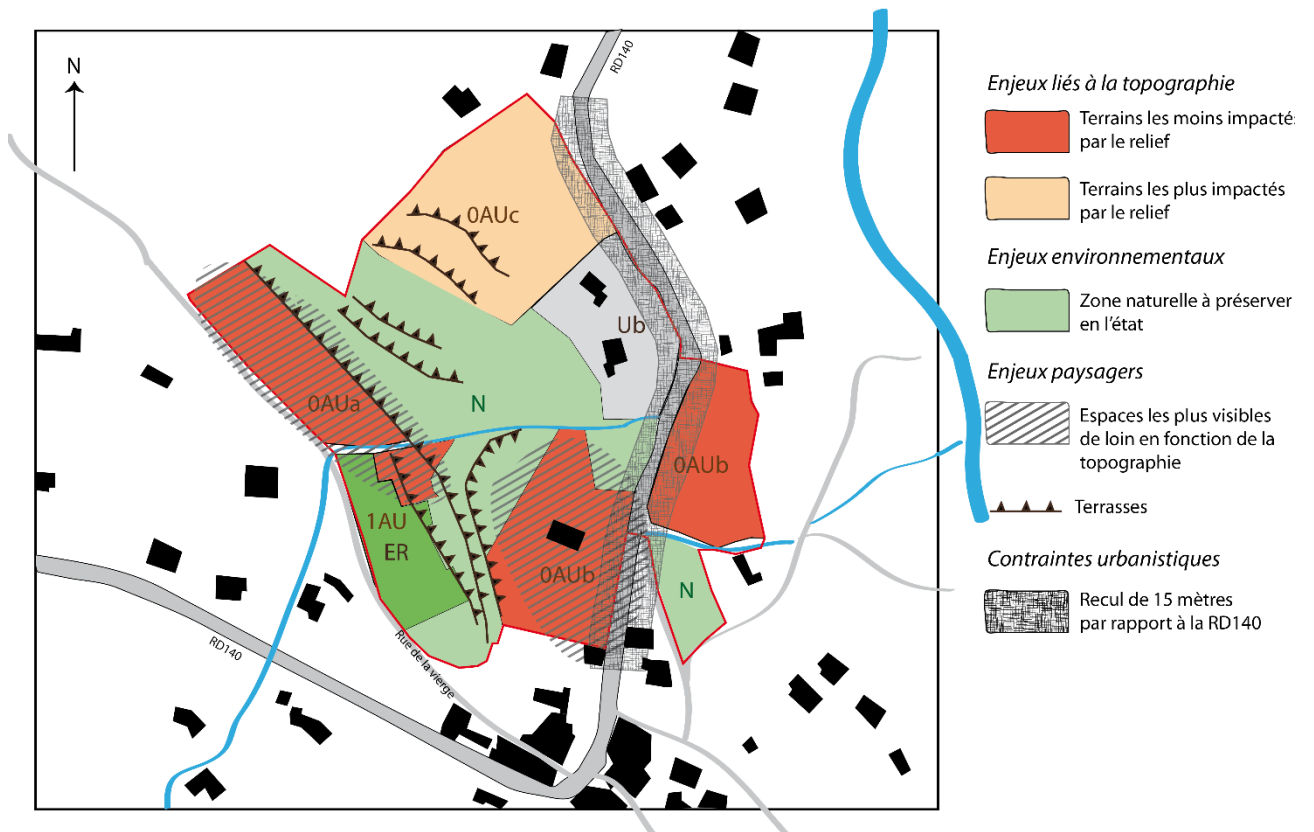 N
RD140
0AUc
Ub
0AUa
N
0AUb
1AU
ER
0AUb
N
RD140
Rue de la vierge
Enjeux liés à la topographie
Terrains les moins impactés
par le relief
Terrains les plus impactés
par le relief
Enjeux environnementaux
Zone naturelle à préserver
en l'état
Enjeux paysagers
Espaces les plus visibles
de loin en fonction de la
topographie
Terrasses
Contraintes urbanistiques
Recul de 15 mètres
par rapport à la RD140